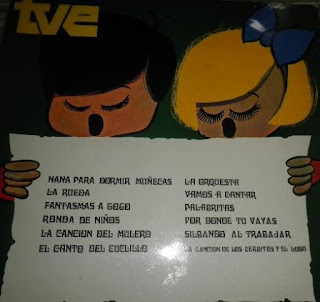 tve
NANA PARA DORMIR MUÑECAS
LA RUEDA
FANTASMAS A GOGO
RONDA DE NIÑOS
LA CANCION DEL MULERO
EL CANTO DEL CUCLILLO
LA ORQUESTA
VAMOS A CANTAR
PALABRITAS
POR DONDE TU VAYAS
SILBANDO AL TRABAJAR
LA CANCION DE LOS CERDITOS Y EL LOBO